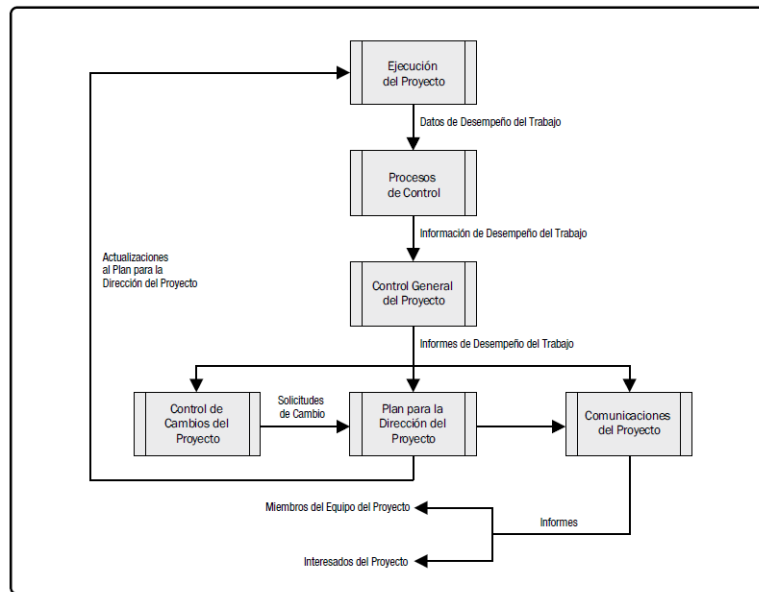 Ejecución
del Proyecto
Datos de Desempeño del Trabajo
Procesos
de Control
Información de Desempeño del Trabajo
Actualizaciones
al Plan para la
Dirección del Proyecto
Control General
del Proyecto
Informes de Desempeño del Trabajo
Control de
Cambios del
Proyecto
Solicitudes
de Cambio
Plan para la
Dirección del
Proyecto
Comunicaciones
del Proyecto
Miembros del Equipo del Proyecto
Informes
Interesados del Proyecto